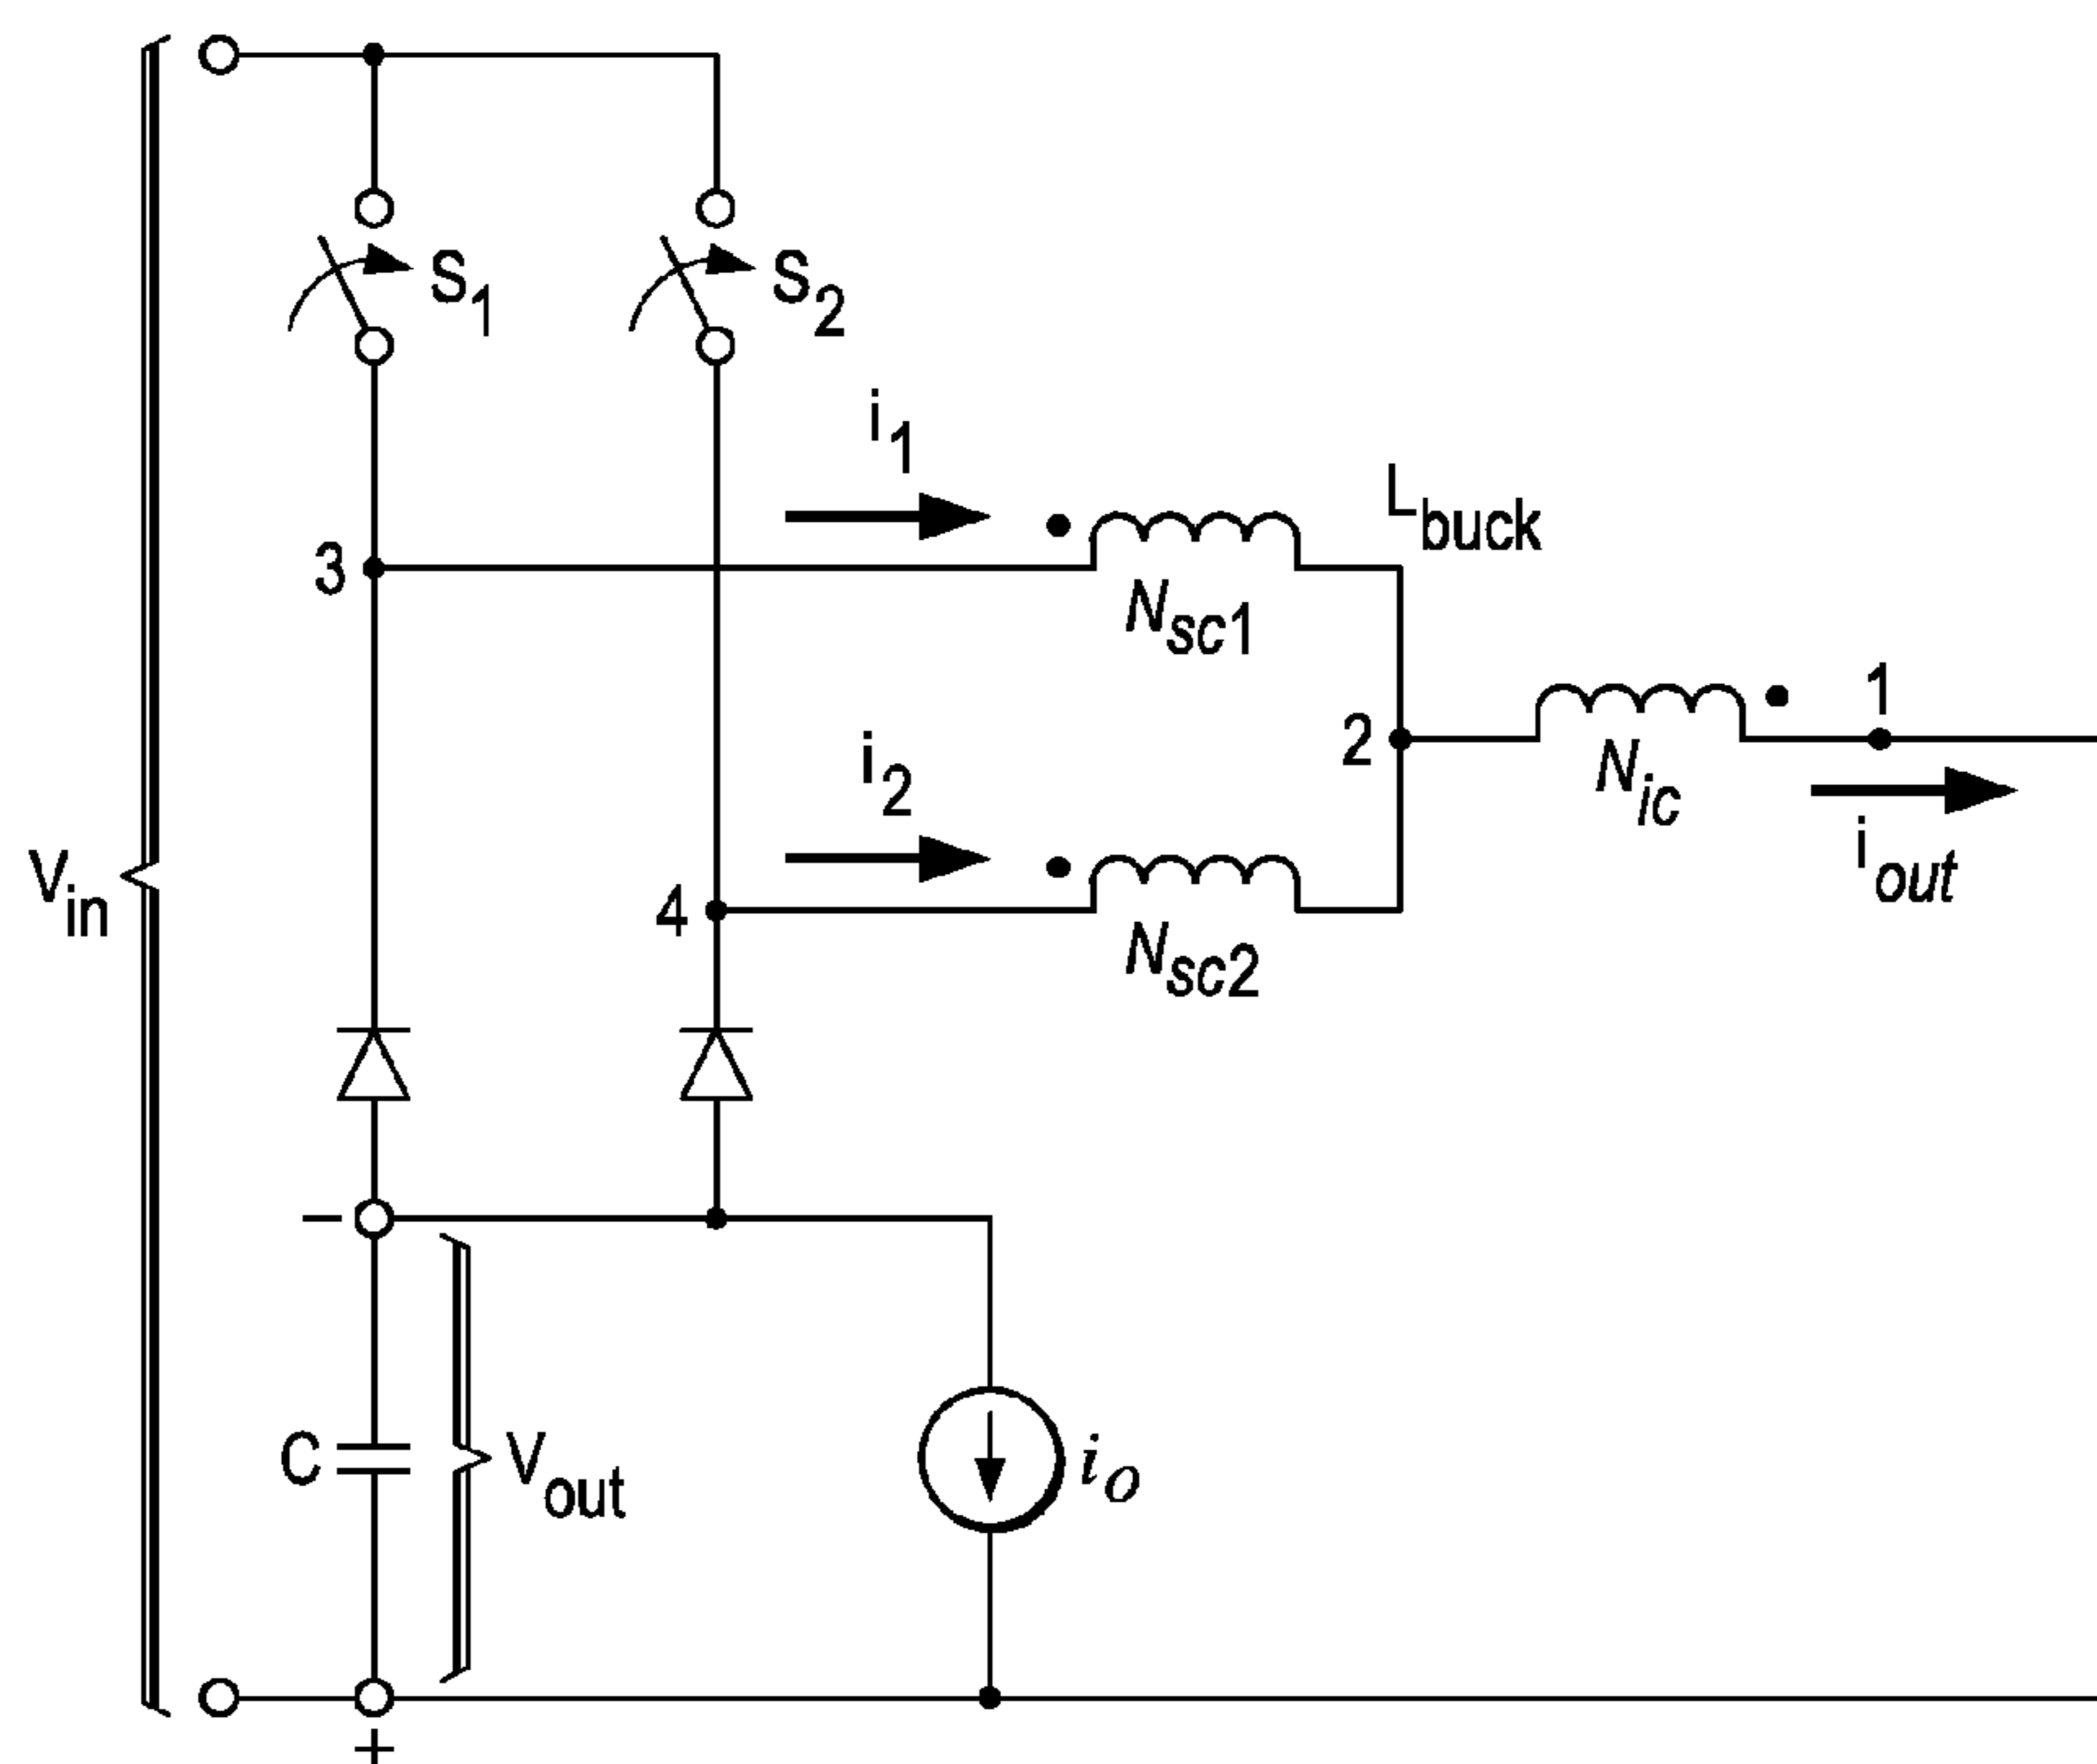 S1
S2
i1
Lbuck
3
Nsc1
1
2
i2
Nic
iout
Vin
4
Nsc2
−
C
Vout
io
+